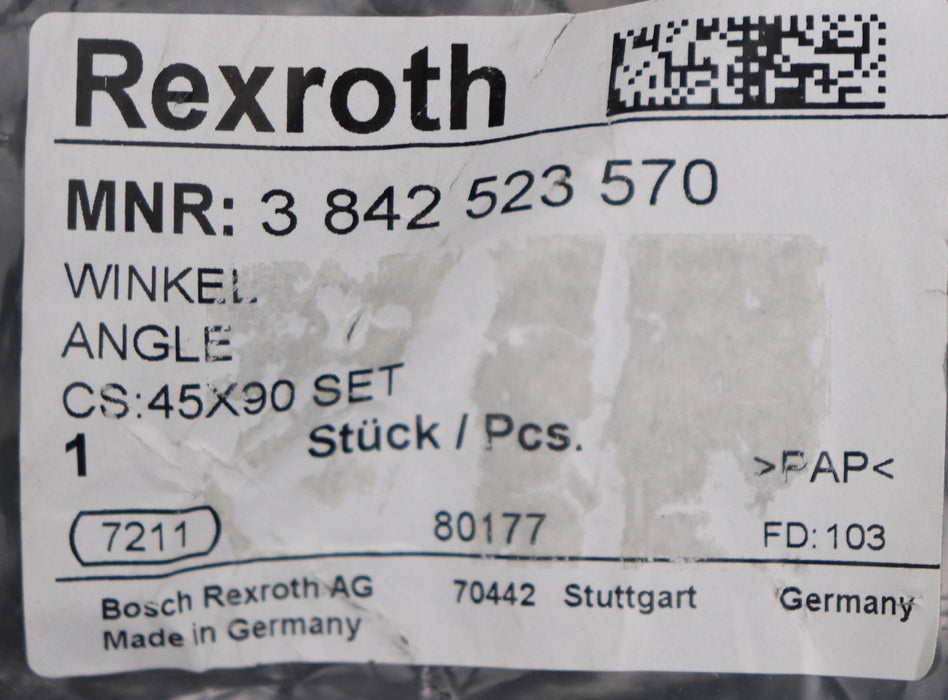 Rexroth
MNR: 3 842 523 570
WINKEL
ANGLE
CS:45X90 SET
1 Stück / Pcs.
>PAP<
7211 80177 FD: 103
Bosch Rexroth AG 70442 Stuttgart Germany
Made in Germany